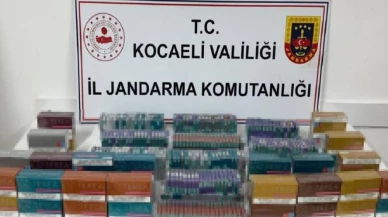 T.C.
KOCAELİ VALİLİĞİ
İL JANDARMA KOMUTANLIĞI